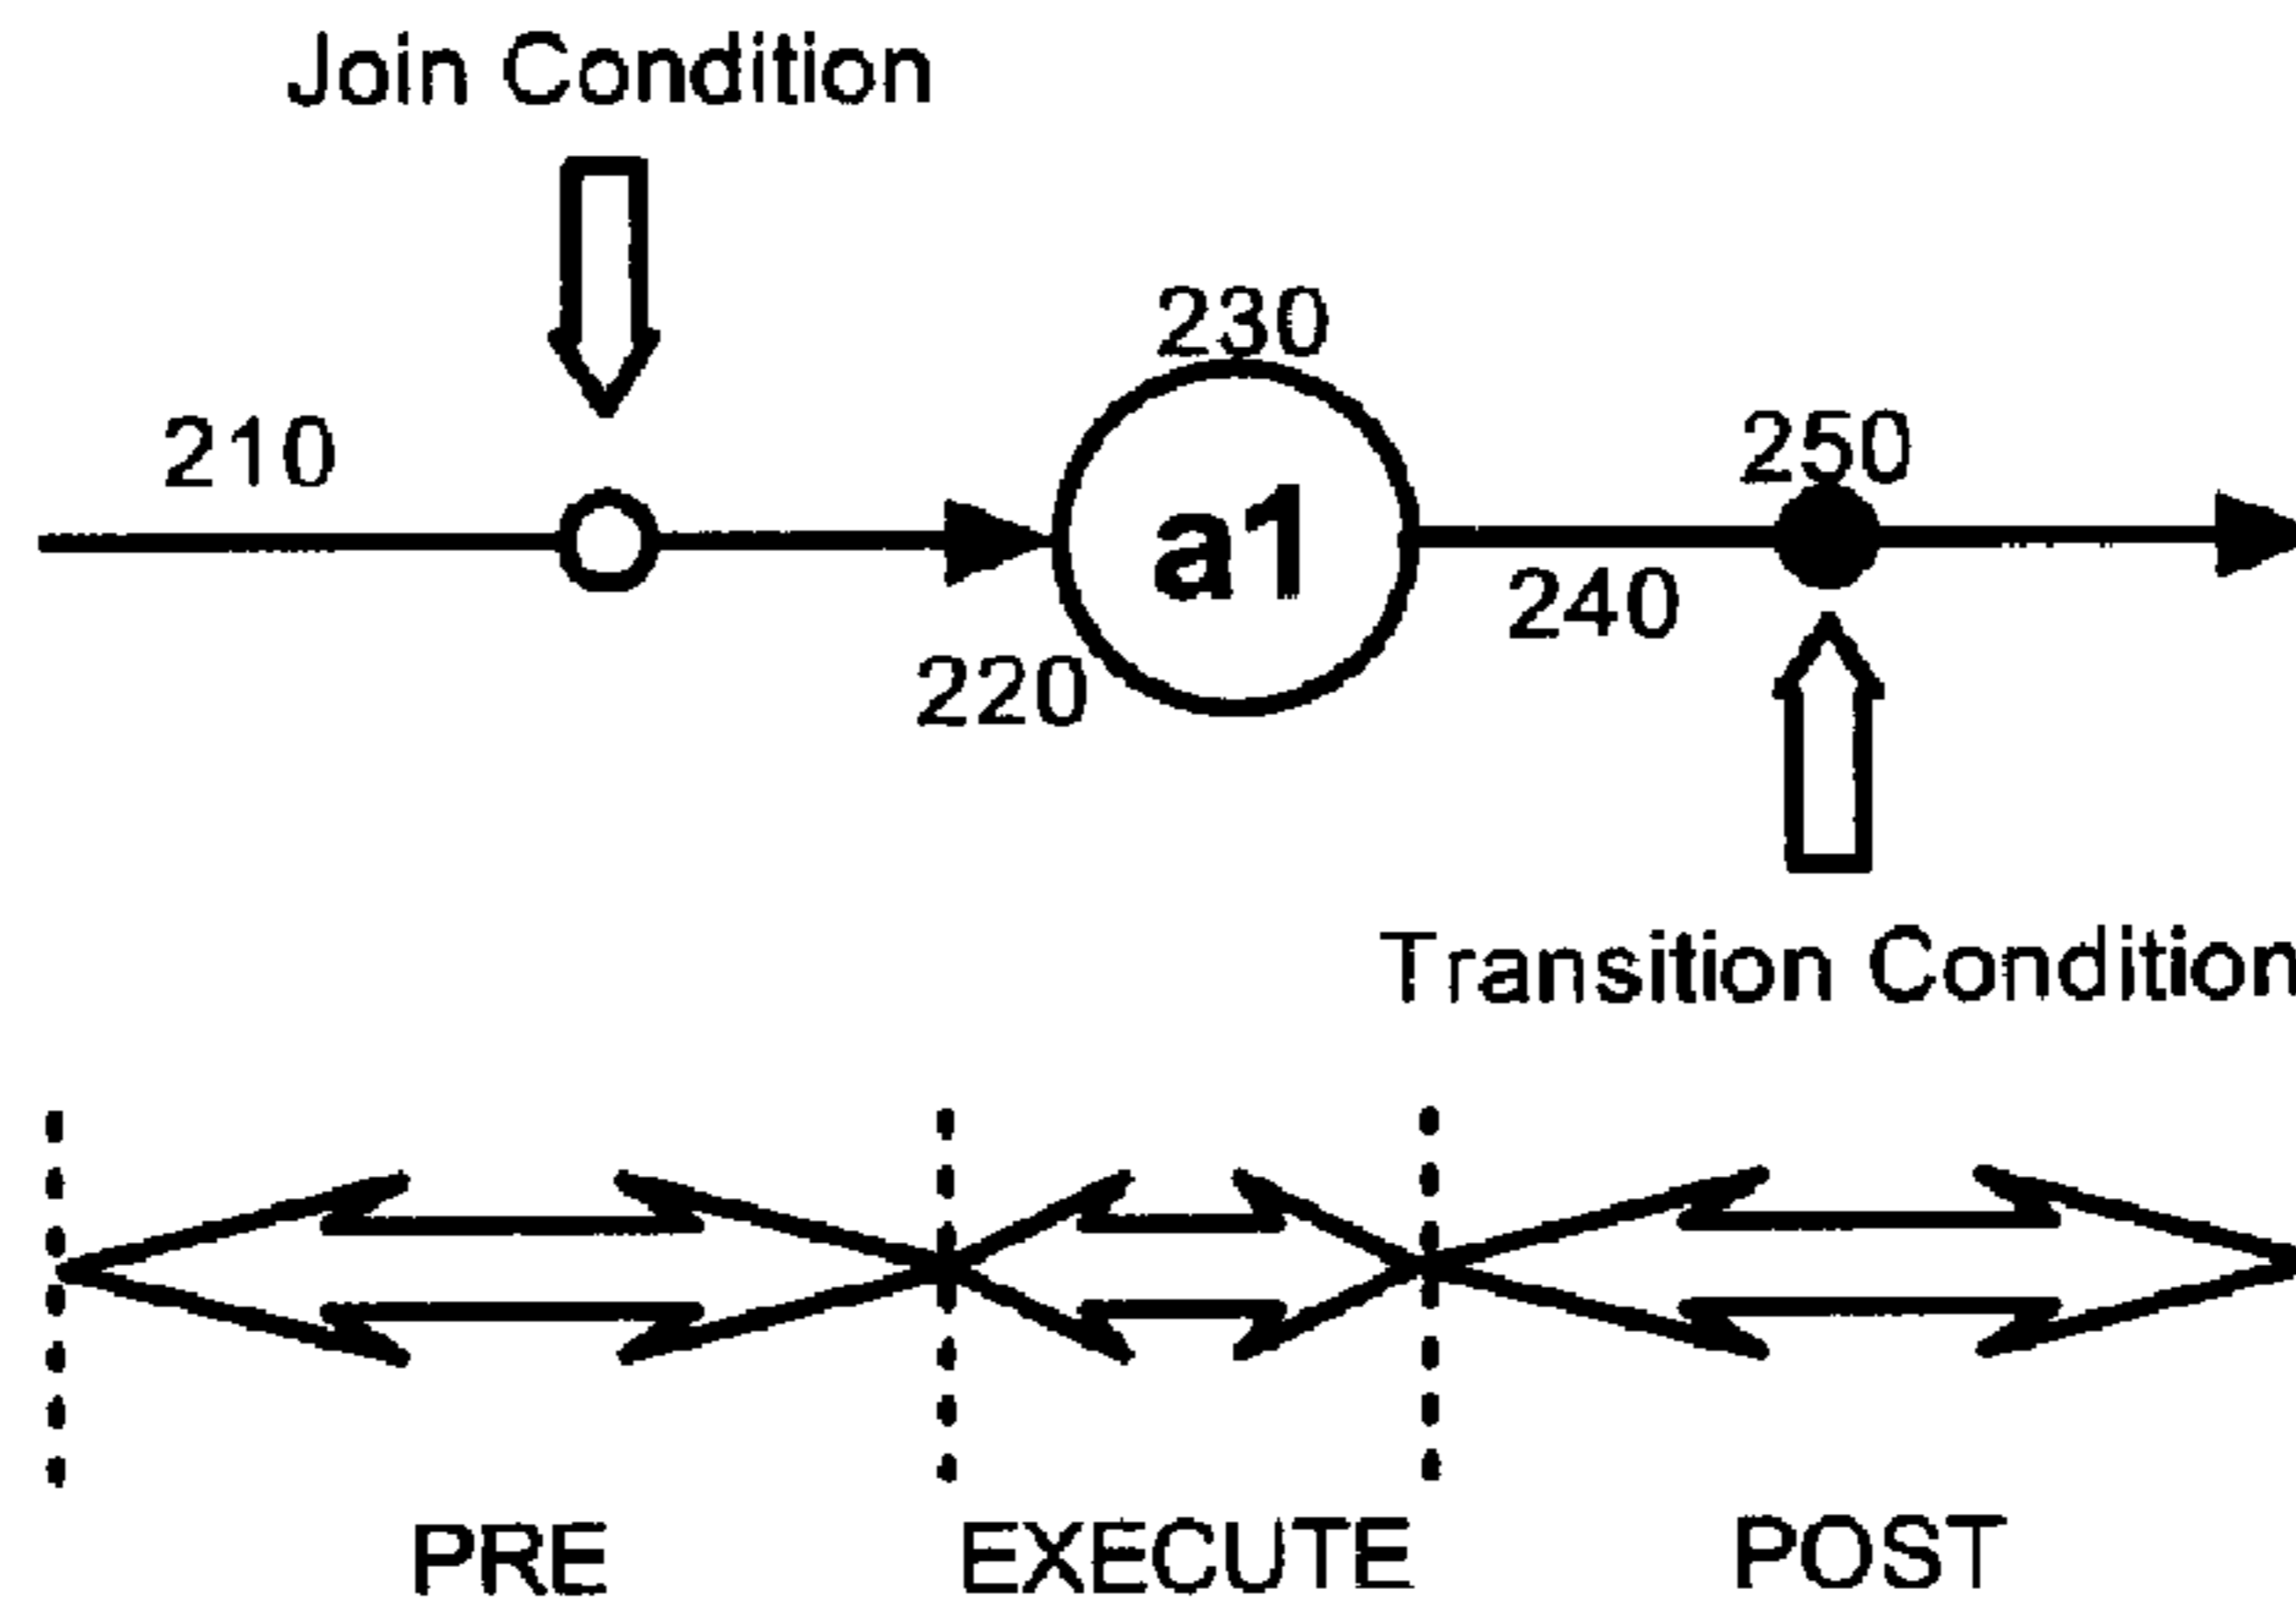 Join Condition
230
210
250
a1
240
220
Transition Condition
PRE EXECUTE POST